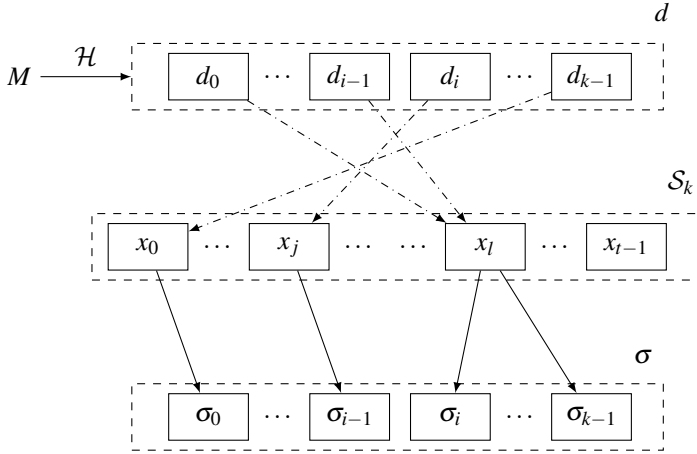 d
M ℋ d₀ ⋯ dᵢ₋₁ dᵢ ⋯ dₖ₋₁
𝒮ₖ
x₀ ⋯ xⱼ ⋯ ⋯ xₗ ⋯ xₜ₋₁
σ
σ₀ ⋯ σᵢ₋₁ σᵢ ⋯ σₖ₋₁